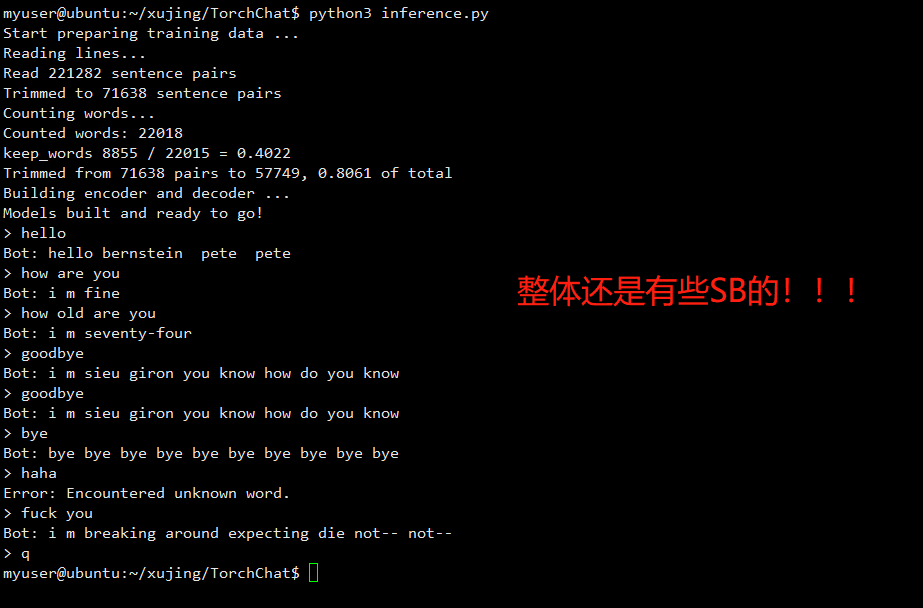 myuser@ubuntu:~/xujing/TorchChat$ python3 inference.py
Start preparing training data ...
Reading lines...
Read 221282 sentence pairs
Trimmed to 71638 sentence pairs
Counting words...
Counted words: 22018
keep_words 8855 / 22015 = 0.4022
Trimmed from 71638 pairs to 57749, 0.8061 of total
Building encoder and decoder ...
Models built and ready to go!
> hello
Bot: hello bernstein  pete  pete
> how are you
Bot: i m fine
> how old are you
Bot: i m seventy-four
> goodbye
Bot: i m sieu giron you know how do you know
> goodbye
Bot: i m sieu giron you know how do you know
> bye
Bot: bye bye bye bye bye bye bye bye bye bye
> haha
Error: Encountered unknown word.
> fuck you
Bot: i m breaking around expecting die not-- not--
> q
myuser@ubuntu:~/xujing/TorchChat$
整体还是有些SB的！！！